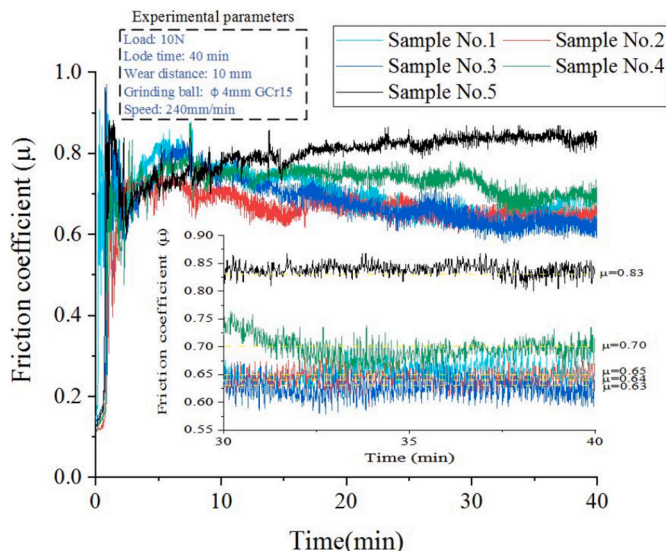 Experimental parameters
Load: 10N
Lode time: 40 min
Wear distance: 10 mm
Grinding ball: φ4mm GCr15
Speed: 240mm/min
Sample No.1
Sample No.2
Sample No.3
Sample No.4
Sample No.5
Friction coefficient (μ)
1.0
0.8
0.6
0.4
0.2
0.0
0
10
20
30
40
Time(min)
Friction coefficient (μ)
0.90
0.85
0.80
0.75
0.70
0.65
0.60
0.55
30
35
40
Time (min)
μ=0.83
μ=0.70
μ=0.65
μ=0.64
μ=0.63